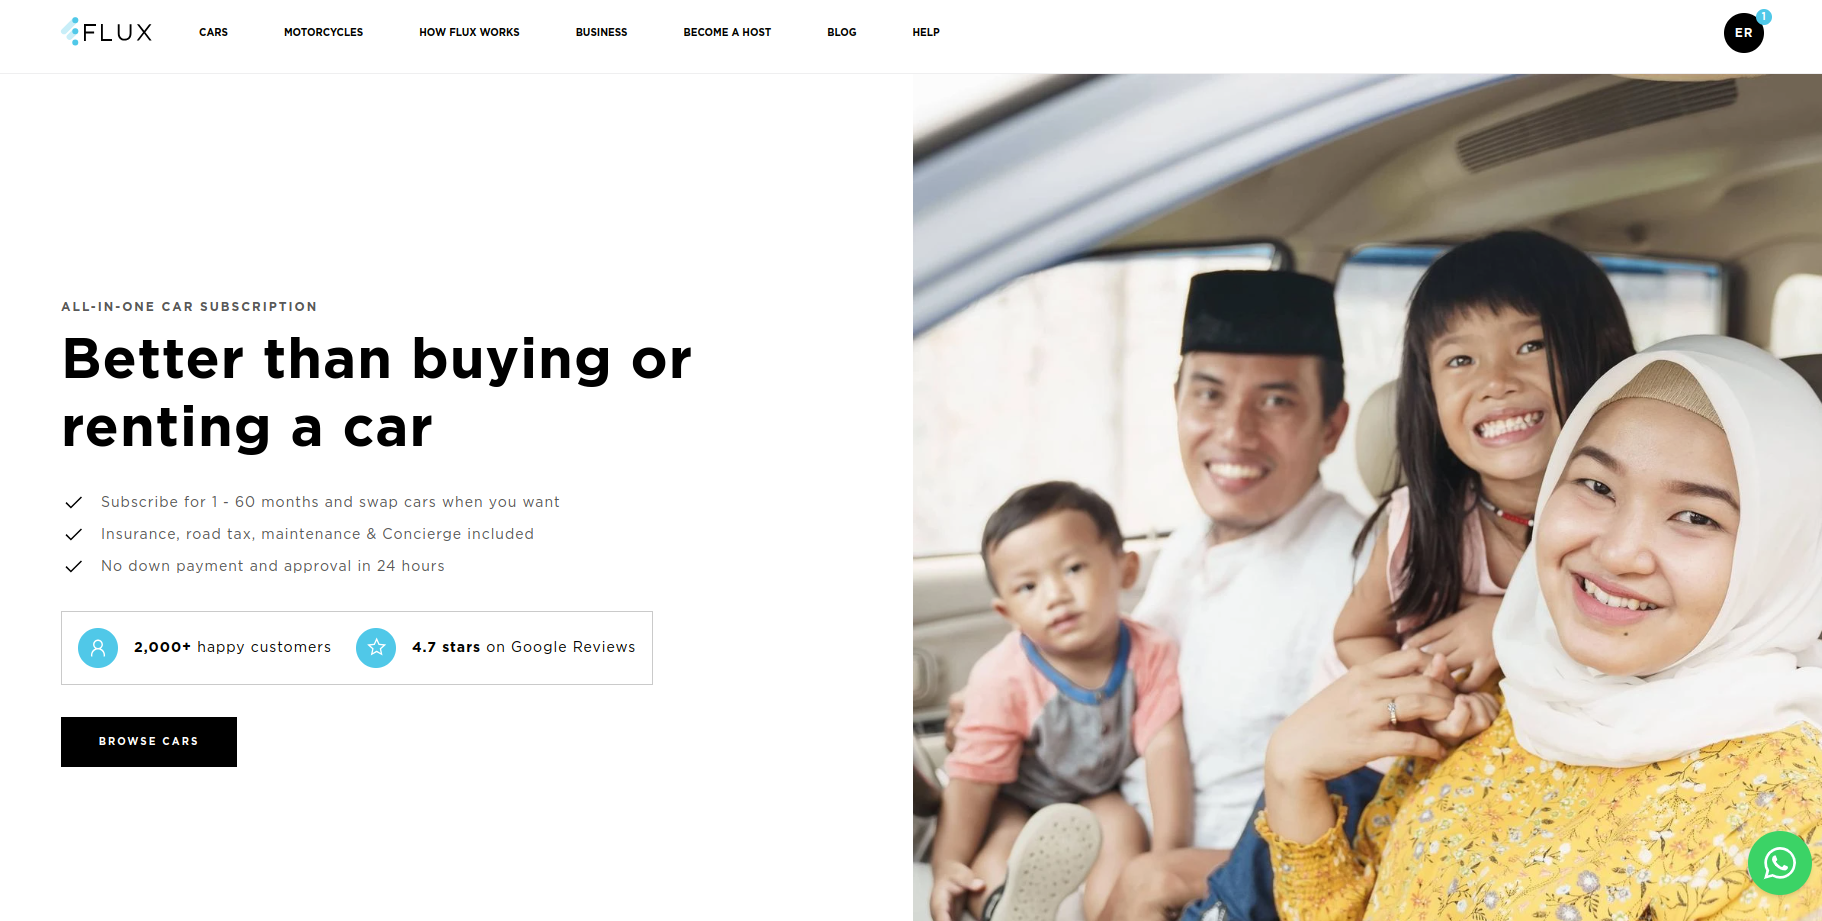 FLUX
CARS
MOTORCYCLES
HOW FLUX WORKS
BUSINESS
BECOME A HOST
BLOG
HELP
ER
1
ALL-IN-ONE CAR SUBSCRIPTION
Better than buying or
renting a car
Subscribe for 1 - 60 months and swap cars when you want
Insurance, road tax, maintenance & Concierge included
No down payment and approval in 24 hours
2,000+ happy customers
4.7 stars on Google Reviews
BROWSE CARS